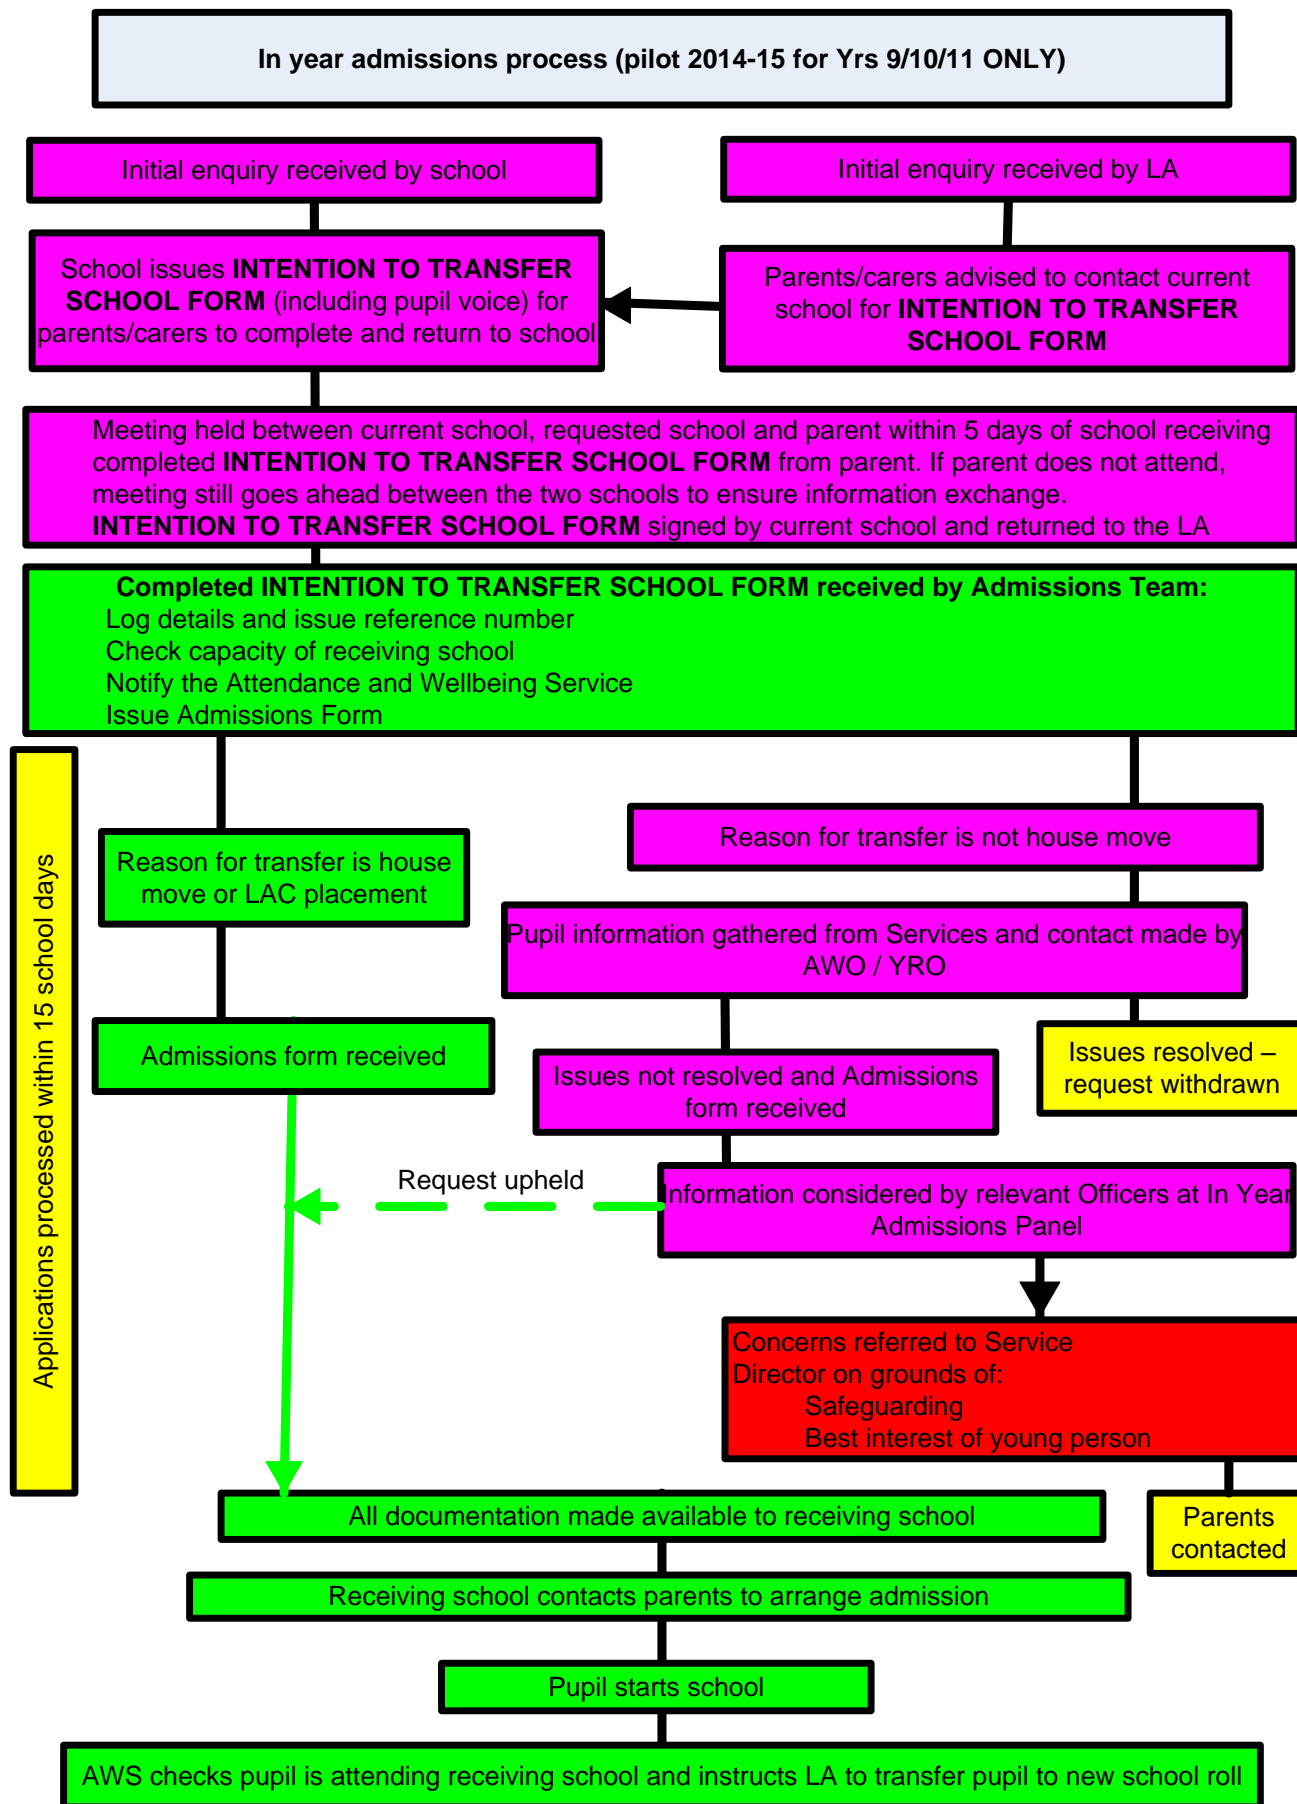 In year admissions process (pilot 2014-15 for Yrs 9/10/11 ONLY)
Initial enquiry received by school
Initial enquiry received by LA
School issues INTENTION TO TRANSFER
SCHOOL FORM (including pupil voice) for
parents/carers to complete and return to school
Parents/carers advised to contact current
school for INTENTION TO TRANSFER
SCHOOL FORM
Meeting held between current school, requested school and parent within 5 days of school receiving
completed INTENTION TO TRANSFER SCHOOL FORM from parent. If parent does not attend,
meeting still goes ahead between the two schools to ensure information exchange.
INTENTION TO TRANSFER SCHOOL FORM signed by current school and returned to the LA
Completed INTENTION TO TRANSFER SCHOOL FORM received by Admissions Team:
Log details and issue reference number
Check capacity of receiving school
Notify the Attendance and Wellbeing Service
Issue Admissions Form
Applications processed within 15 school days
Reason for transfer is house
move or LAC placement
Reason for transfer is not house move
Pupil information gathered from Services and contact made by
AWO / YRO
Admissions form received
Issues not resolved and Admissions
form received
Issues resolved –
request withdrawn
Request upheld
Information considered by relevant Officers at In Year
Admissions Panel
Concerns referred to Service
Director on grounds of:
Safeguarding
Best interest of young person
All documentation made available to receiving school
Parents
contacted
Receiving school contacts parents to arrange admission
Pupil starts school
AWS checks pupil is attending receiving school and instructs LA to transfer pupil to new school roll